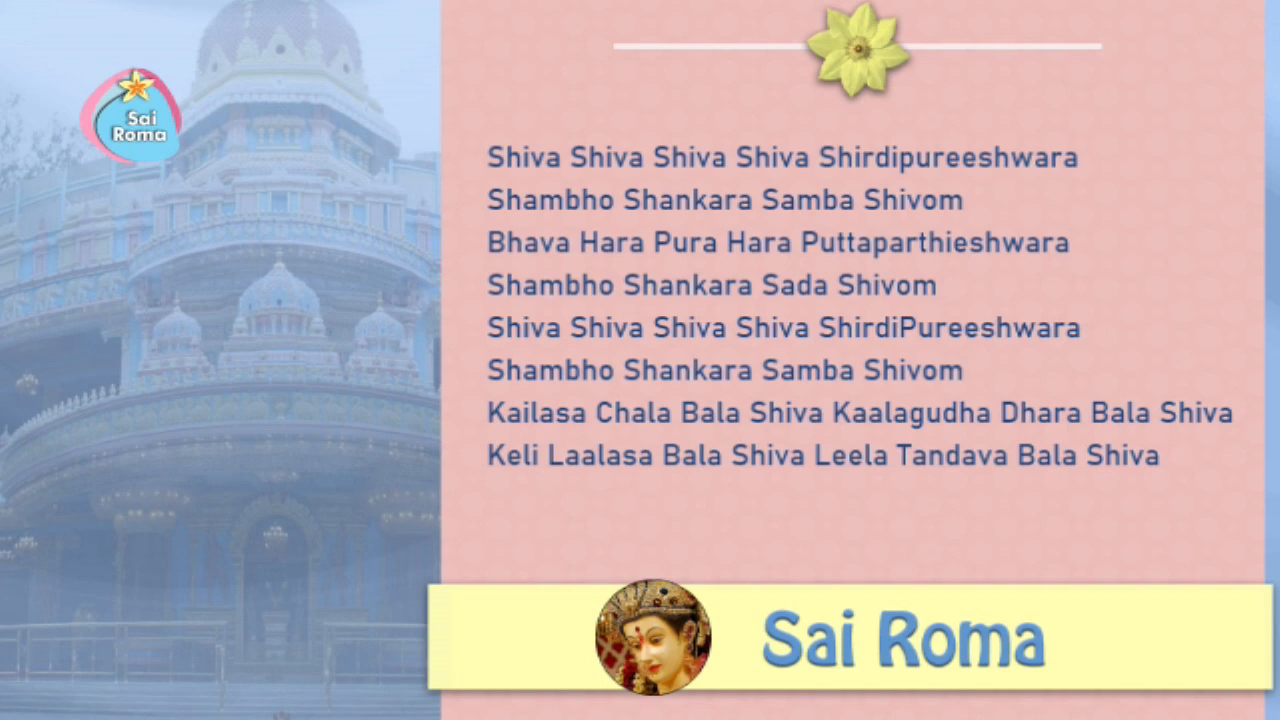 Sai
Roma
Shiva Shiva Shiva Shiva Shirdipureeshwara
Shambho Shankara Samba Shivom
Bhava Hara Pura Hara Puttaparthieshwara
Shambho Shankara Sada Shivom
Shiva Shiva Shiva Shiva ShirdiPureeshwara
Shambho Shankara Samba Shivom
Kailasa Chala Bala Shiva Kaalagudha Dhara Bala Shiva
Keli Laalasa Bala Shiva Leela Tandava Bala Shiva
Sai Roma